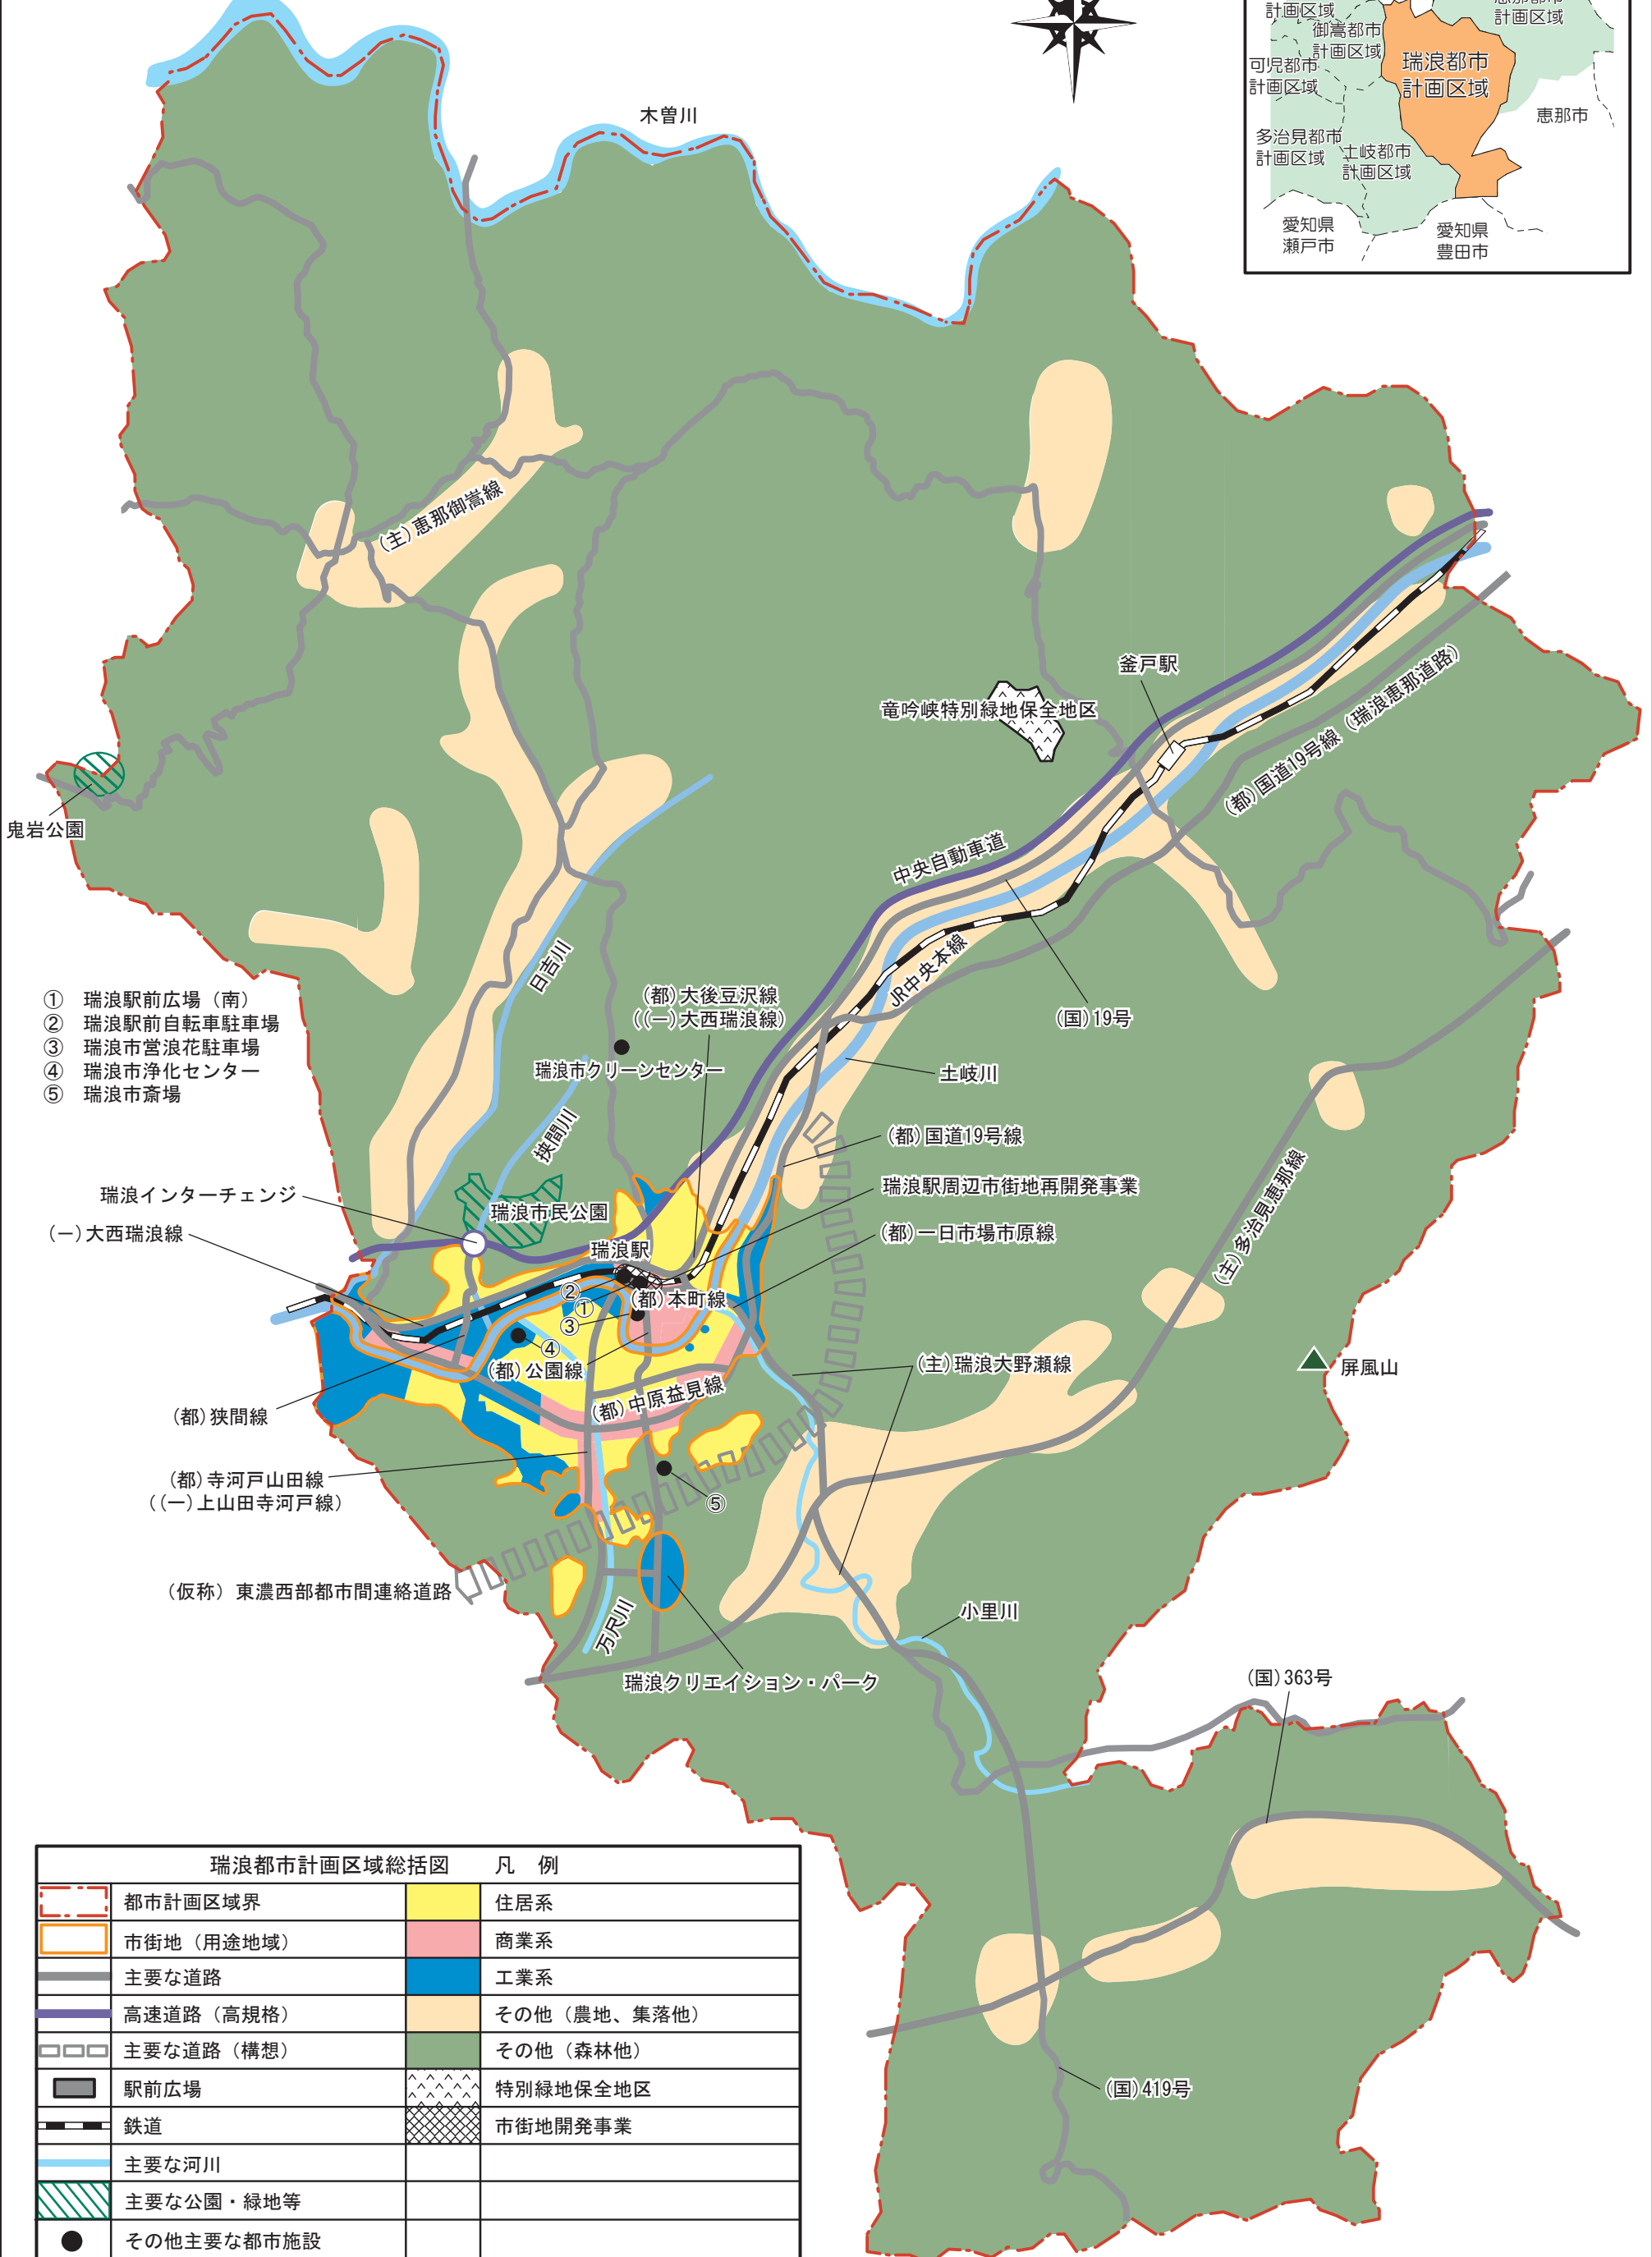 計画区域
恵那都市
計画区域
御嵩都市
計画区域
可児都市
計画区域
瑞浪都市
計画区域
恵那市
多治見都市
計画区域
土岐都市
計画区域
愛知県
瀬戸市
愛知県
豊田市
木曽川
(主)恵那御嵩線
釜戸駅
竜吟峡特別緑地保全地区
(都)国道19号線(瑞浪恵那道路)
鬼岩公園
中央自動車道
日吉川
JR中央本線
(国)19号
① 瑞浪駅前広場(南)
② 瑞浪駅前自転車駐車場
③ 瑞浪市営浪花駐車場
④ 瑞浪市浄化センター
⑤ 瑞浪市斎場
(都)大後豆沢線
((一)大西瑞浪線)
瑞浪市クリーンセンター
土岐川
狭間川
(都)国道19号線
瑞浪インターチェンジ
瑞浪市民公園
瑞浪駅周辺市街地再開発事業
(一)大西瑞浪線
瑞浪駅
(都)一日市場市原線
(主)多治見恵那線
②
①
(都)本町線
③
④
(都)公園線
(主)瑞浪大野瀬線
屏風山
(都)中原益見線
(都)狭間線
(都)寺河戸山田線
((一)上山田寺河戸線)
⑤
(仮称)東濃西部都市間連絡道路
万尺川
小里川
瑞浪クリエイション・パーク
(国)363号
(国)419号
瑞浪都市計画区域総括図 凡 例
都市計画区域界 住居系
市街地(用途地域) 商業系
主要な道路 工業系
高速道路(高規格) その他(農地、集落他)
主要な道路(構想) その他(森林他)
駅前広場 特別緑地保全地区
鉄道 市街地開発事業
主要な河川
主要な公園・緑地等
その他主要な都市施設